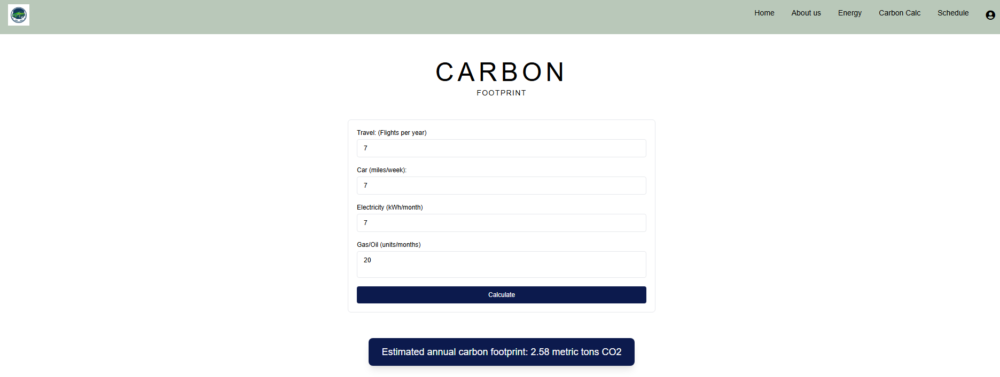 Home About us Energy Carbon Calc Schedule
CARBON
FOOTPRINT
Travel: (Flights per year)
7
Car (miles/week):
7
Electricity (kWh/month)
7
Gas/Oil (units/months)
20
Calculate
Estimated annual carbon footprint: 2.58 metric tons CO2